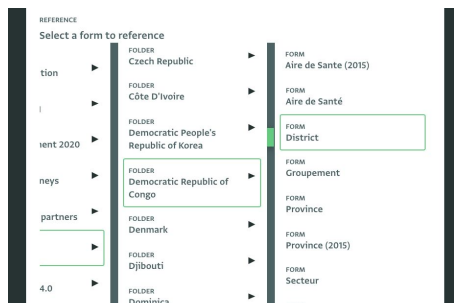 REFERENCE
Select a form to reference
tion
2020
partners
4.0
FOLDER
Czech Republic
FOLDER
Côte D'Ivoire
FOLDER
Democratic People's
Republic of Korea
FOLDER
Democratic Republic of
Congo
FOLDER
Denmark
FOLDER
Djibouti
FOLDER
Dominica
FORM
Aire de Sante (2015)
FORM
Aire de Santé
FORM
District
FORM
Groupement
FORM
Province
FORM
Province (2015)
FORM
Secteur